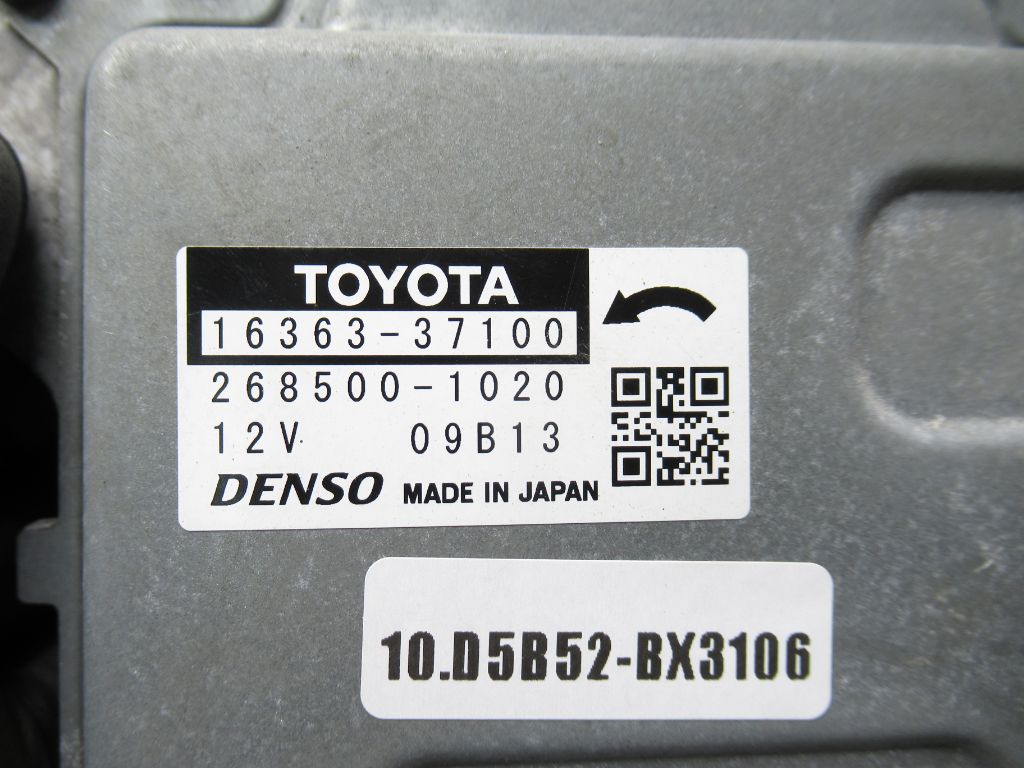 TOYOTA
16363-37100
268500-1020
12V 09B13
DENSO MADE IN JAPAN
10.D5B52-BX3106